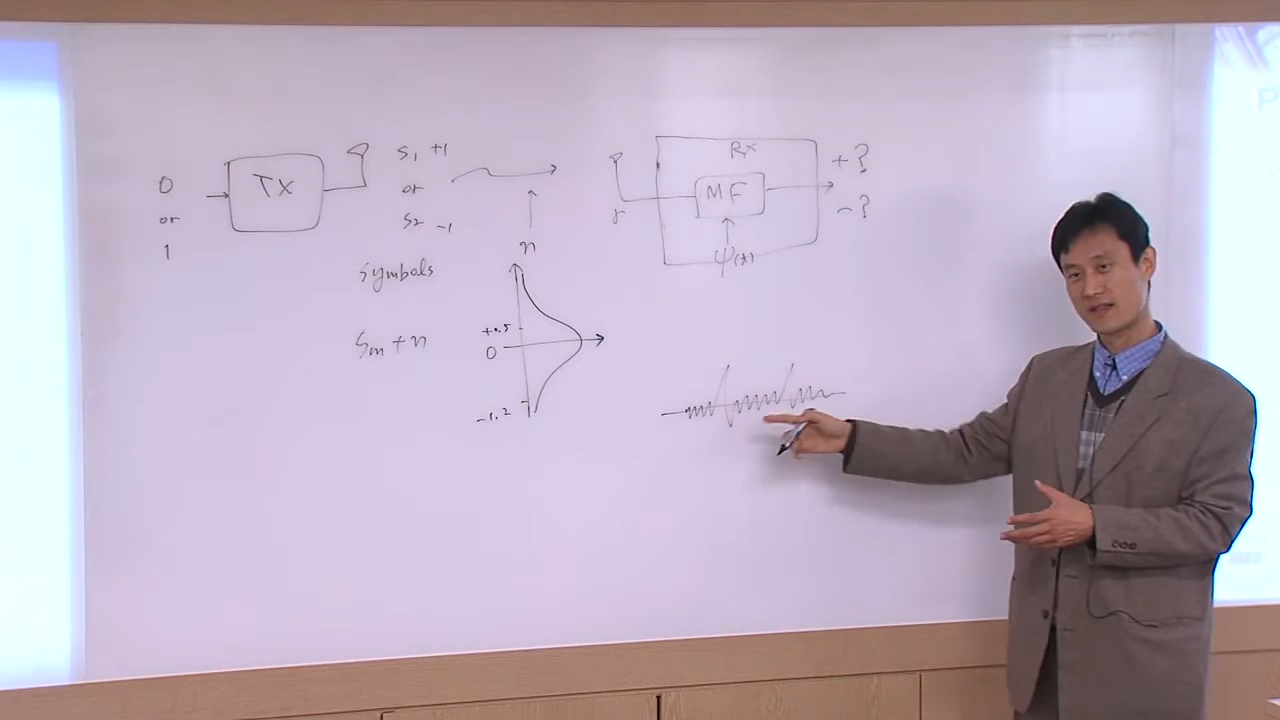 0
or
1
TX
S1 +1
or
S2 -1
symbols
Sm + n
n
+0.5
0
-1.2
r
Rx
MF
ψ(t)
+?
-?
P